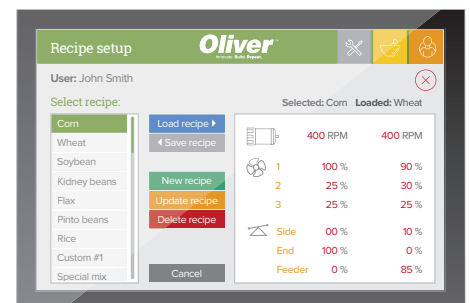 Recipe setup
Oliver
Innovate. Build. Repeat.
User: John Smith
Select recipe:
Selected: Corn Loaded: Wheat
Corn
Wheat
Soybean
Kidney beans
Flax
Pinto beans
Rice
Custom #1
Special mix
Load recipe
Save recipe
New recipe
Update recipe
Delete recipe
Cancel
400 RPM 400 RPM
1 100 % 90 %
2 25 % 30 %
3 25 % 25 %
Side 00 % 10 %
End 100 % 0 %
Feeder 0 % 85 %